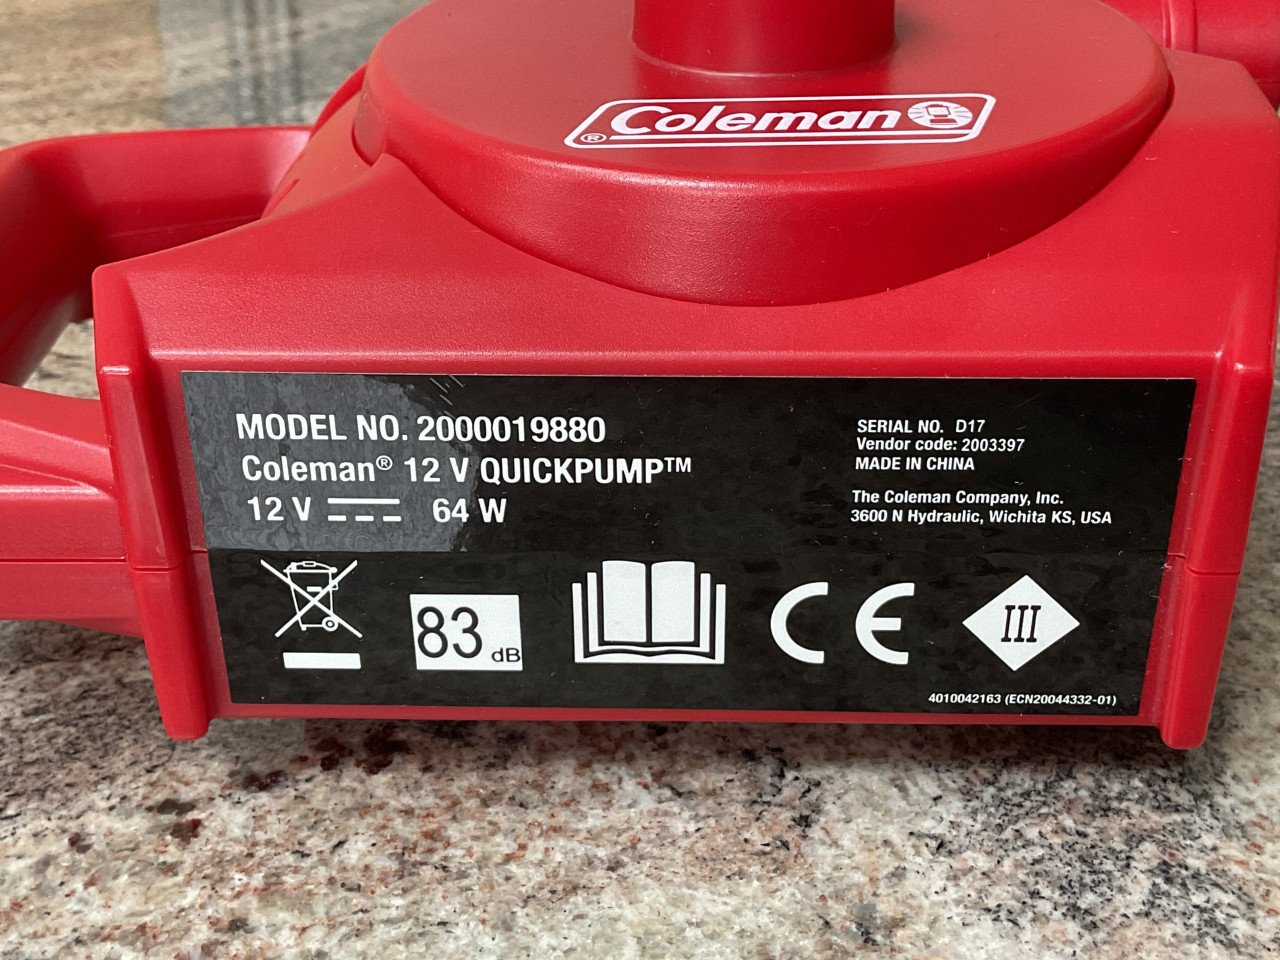 ® Coleman
MODEL NO. 2000019880
Coleman® 12 V QUICKPUMP™
12 V 64 W
SERIAL NO. D17
Vendor code: 2003397
MADE IN CHINA
The Coleman Company, Inc.
3600 N Hydraulic, Wichita KS, USA
83 dB
CE
III
4010042163 (ECN20044332-01)